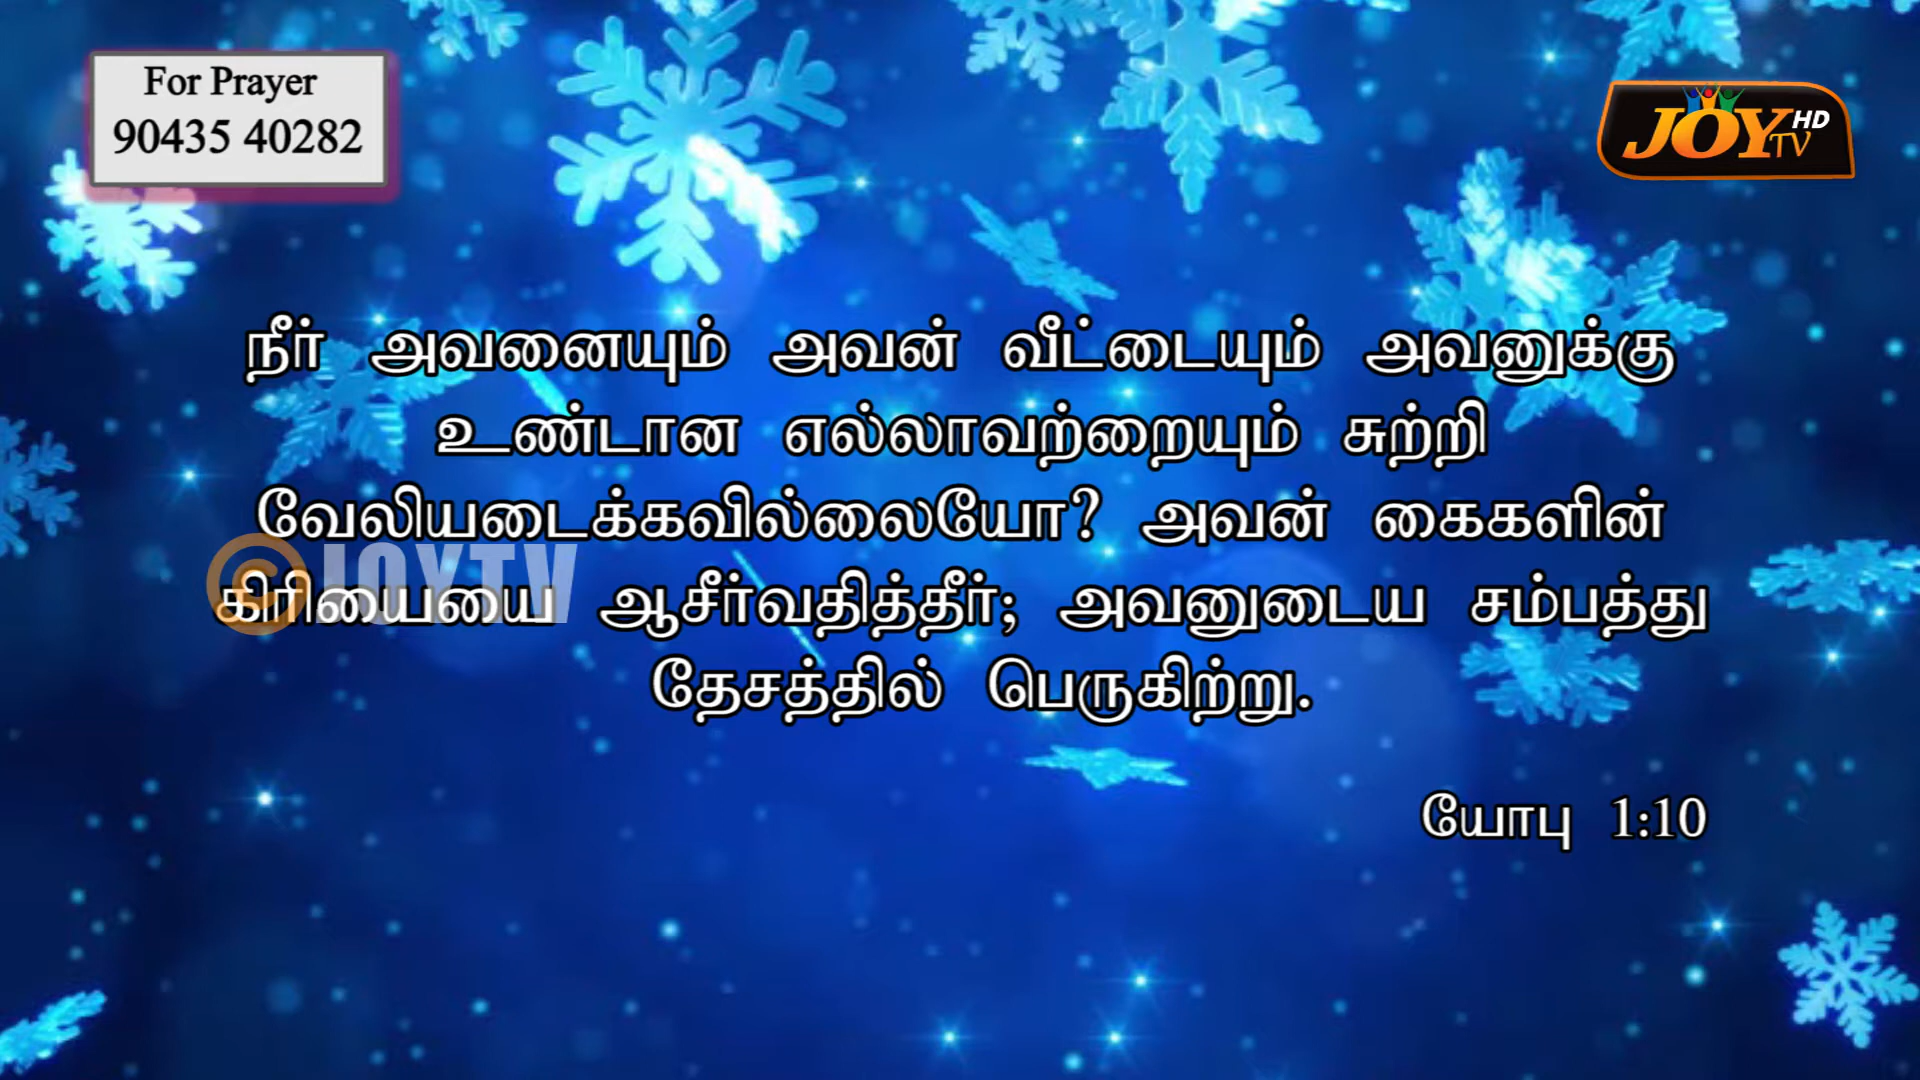 For Prayer
90435 40282
JOY TV HD
நீர் அவனையும் அவன் வீட்டையும் அவனுக்கு
உண்டான எல்லாவற்றையும் சுற்றி
வேலியடைக்கவில்லையோ? அவன் கைகளின்
கிரியையை ஆசீர்வதித்தீர்; அவனுடைய சம்பத்து
தேசத்தில் பெருகிற்று.
©JOYTV
யோபு 1:10